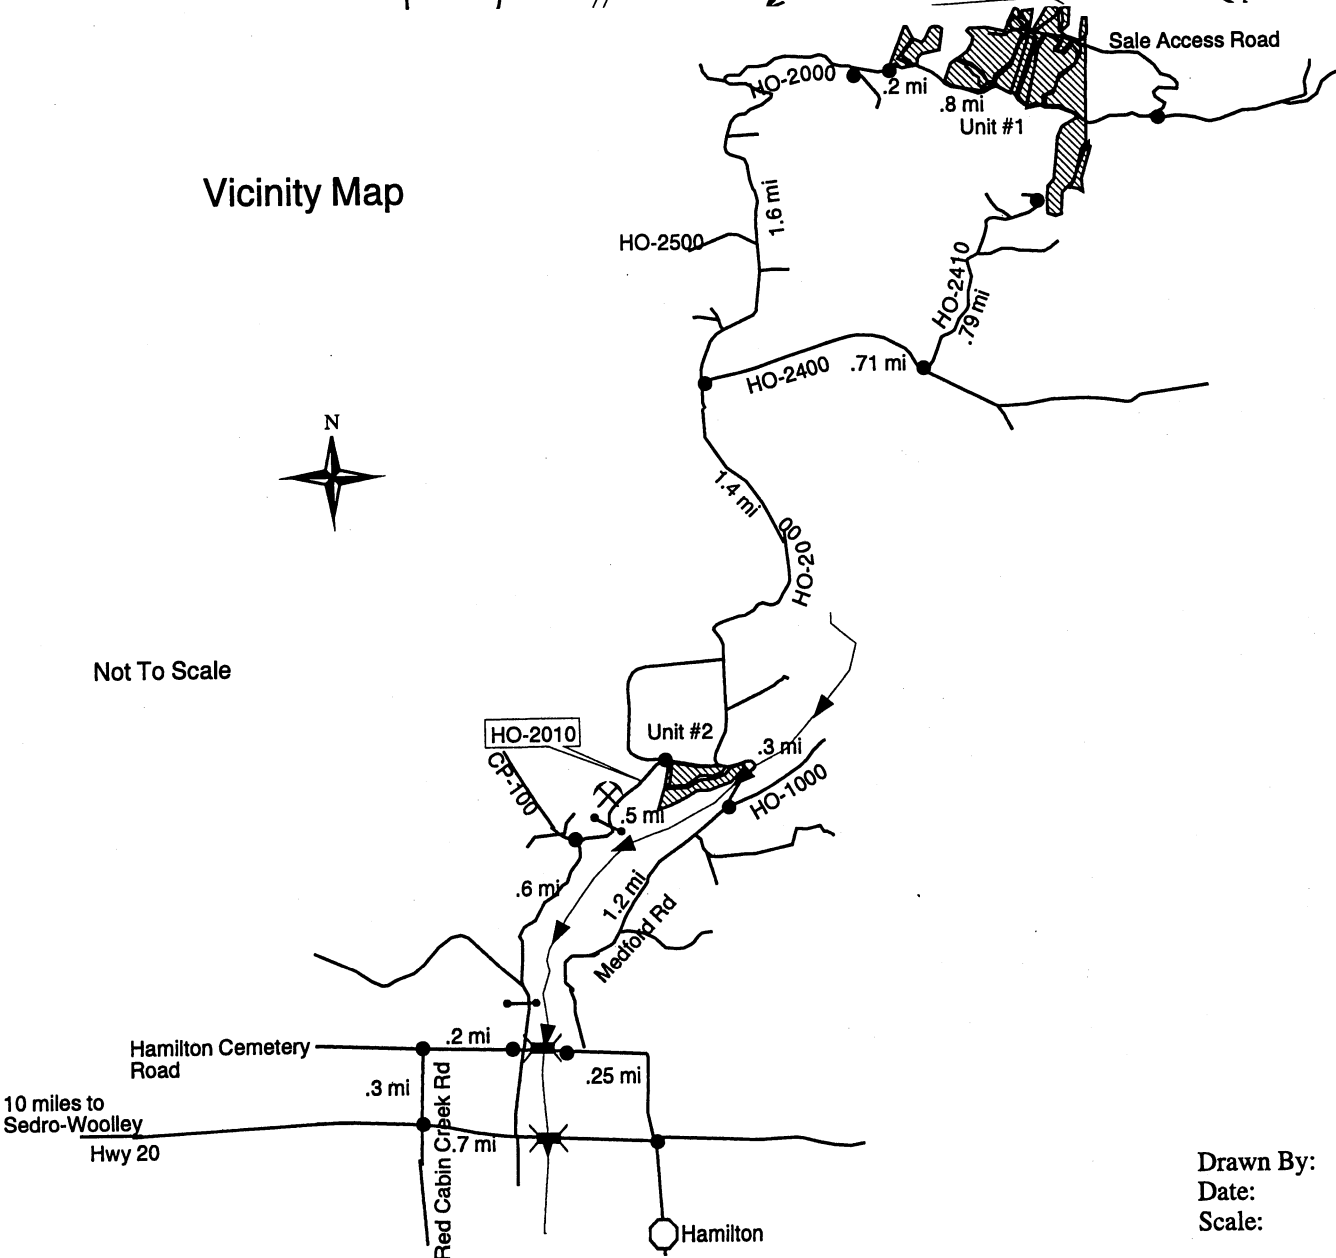 Sale Access Road
HO-2000
.2 mi
.8 mi
Unit #1
Vicinity Map
1.6 mi
HO-2500
HO-2410
.79 mi
HO-2400
.71 mi
N
1.4 mi
HO-20 00
Not To Scale
Unit #2
HO-2010
.3 mi
CP-100
HO-1000
.5 mi
.6 mi
1.2 mi
Medford Rd
.2 mi
Hamilton Cemetery
Road
.25 mi
.3 mi
Red Cabin Creek Rd
10 miles to
Sedro-Woolley
.7 mi
Hwy 20
Drawn By:
Date:
Scale:
Hamilton